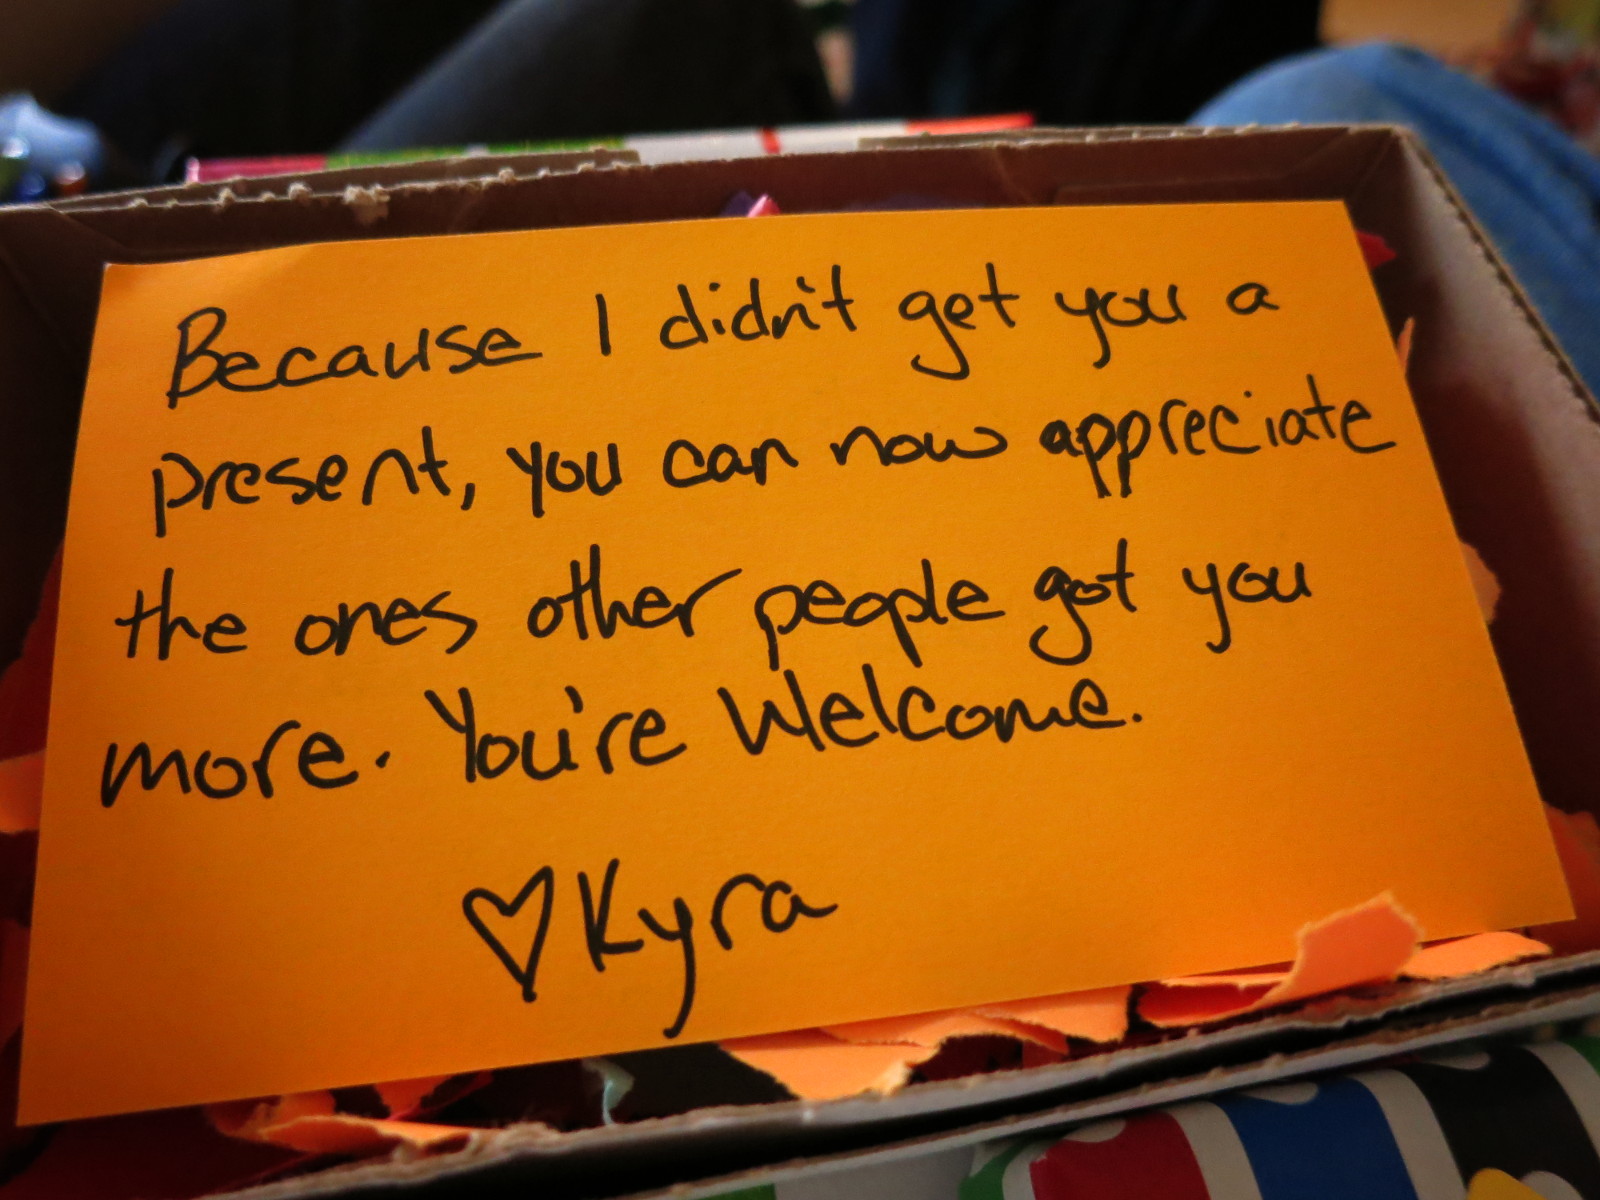 Because I didn't get you a
present, you can now appreciate
the ones other people got you
more. You're Welcome.
♡ Kyra